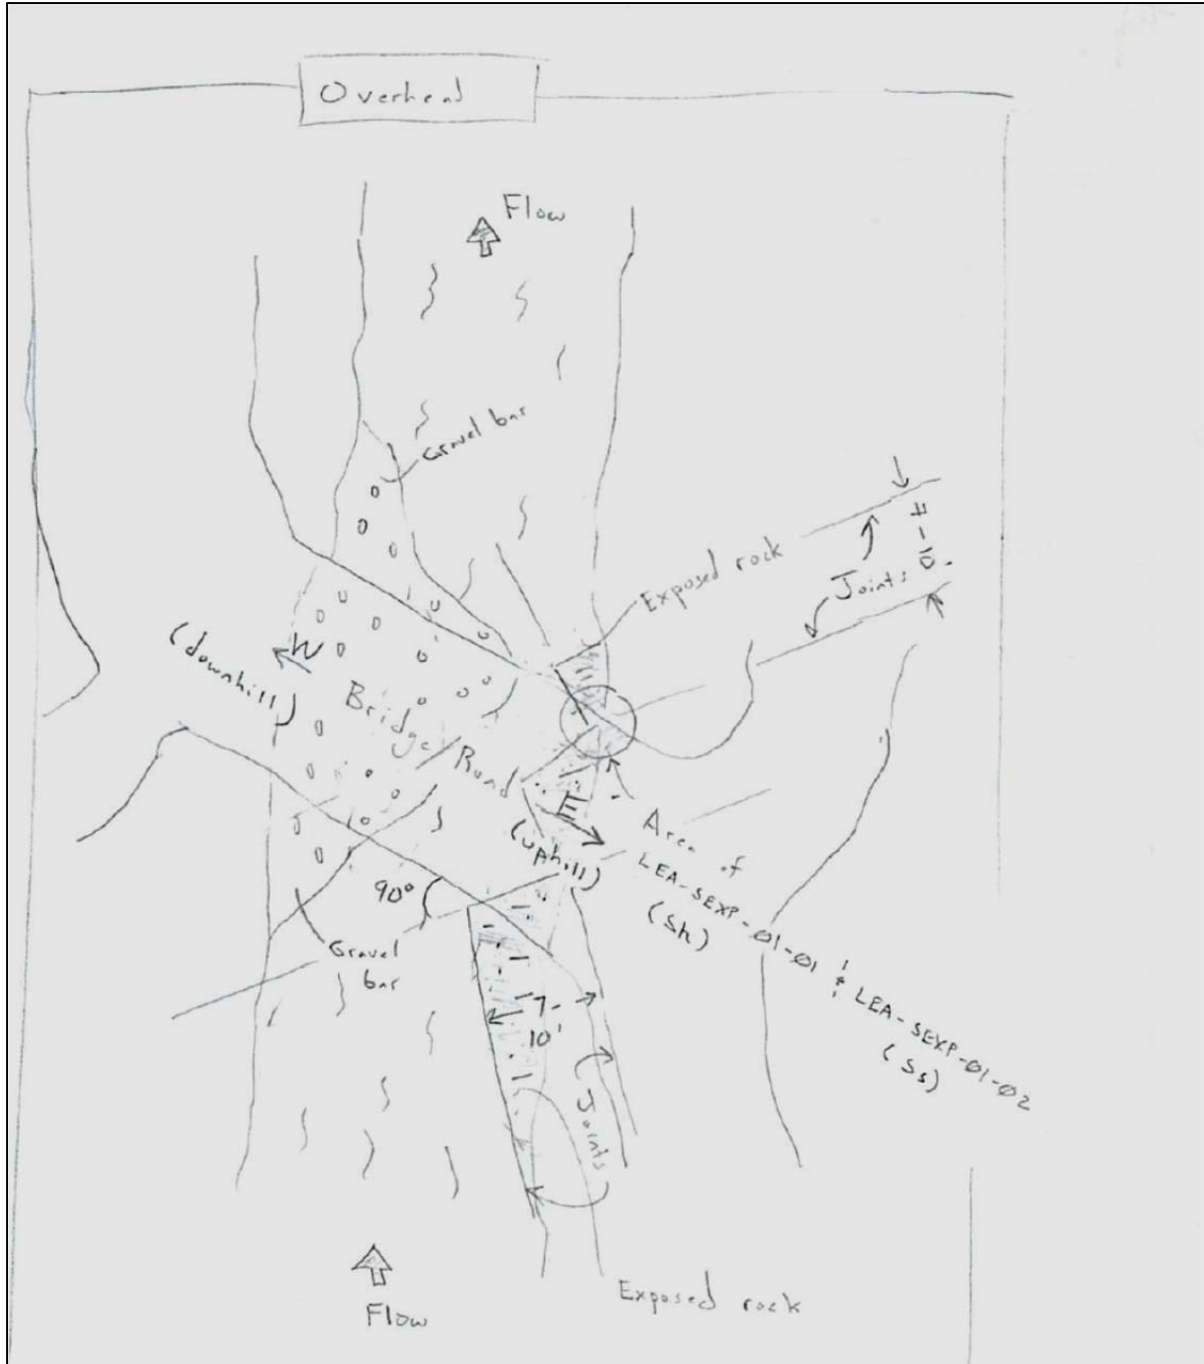 Overhead
Flow
Gravel bar
Exposed rock
Joints
W
(downhill)
Bridge/Road
E
(uphill)
Area of
LEA-SEXP-01-01 & LEA-SEXP-01-02
(Sh)
(Ss)
90°
Gravel
bar
7-
10'
Joints
Exposed rock
Flow